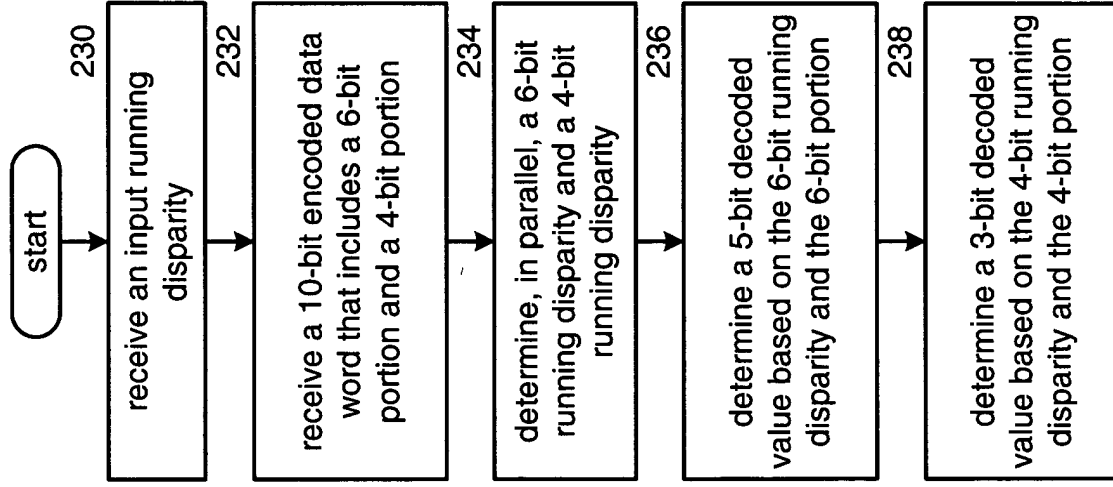 start
230
receive an input running
disparity
232
receive a 10-bit encoded data
word that includes a 6-bit
portion and a 4-bit portion
234
determine, in parallel, a 6-bit
running disparity and a 4-bit
running disparity
236
determine a 5-bit decoded
value based on the 6-bit running
disparity and the 6-bit portion
238
determine a 3-bit decoded
value based on the 4-bit running
disparity and the 4-bit portion